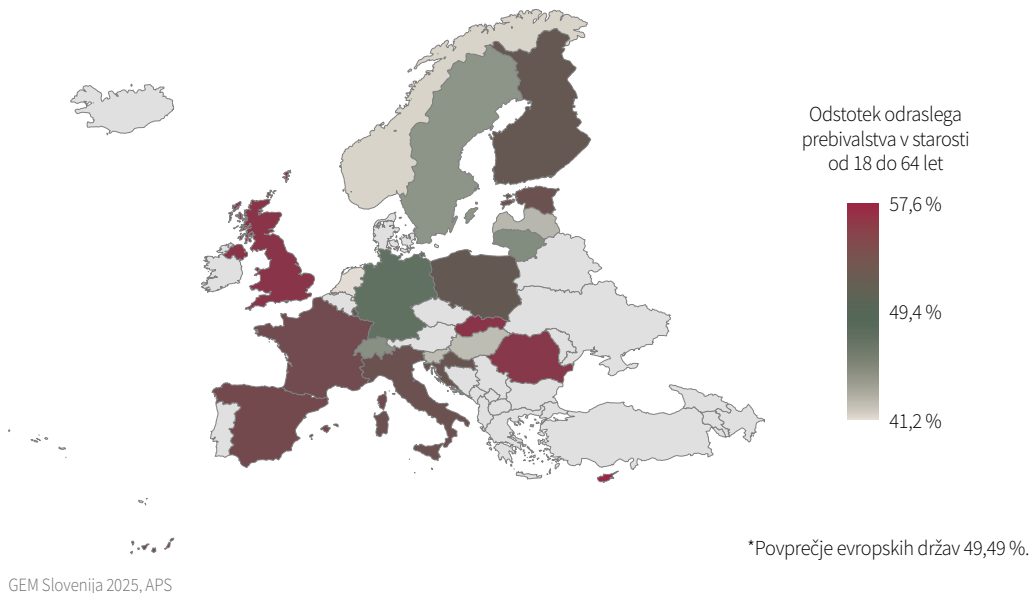 Odstotek odraslega
prebivalstva v starosti
od 18 do 64 let
57,6 %
49,4 %
41,2 %
*Povprečje evropskih držav 49,49 %.
GEM Slovenija 2025, APS